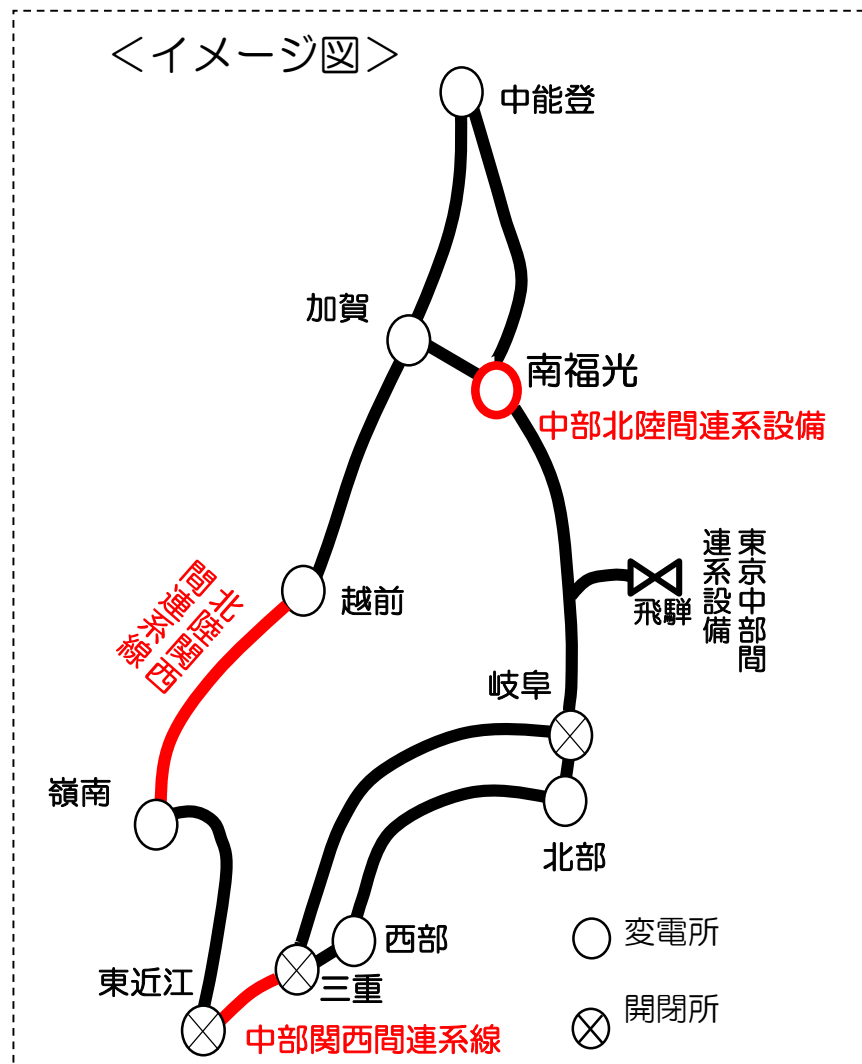 ＜イメージ図＞
中能登
加賀
南福光
中部北陸間連系設備
東京中部間
連系設備
飛騨
越前
北陸関西
間連系線
岐阜
嶺南
北部
西部
変電所
東近江
三重
開閉所
中部関西間連系線